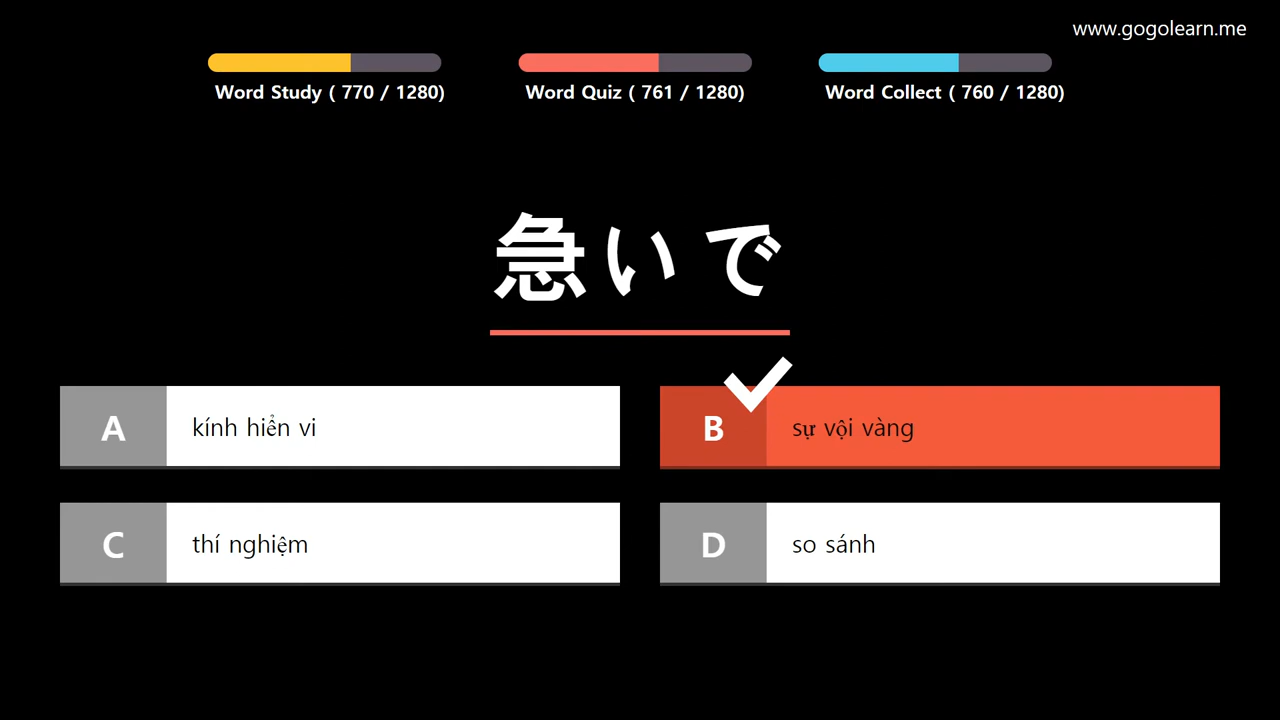 www.gogolearn.me
Word Study ( 770 / 1280)
Word Quiz ( 761 / 1280)
Word Collect ( 760 / 1280)
急いで
A kính hiển vi
B sự vội vàng
C thí nghiệm
D so sánh